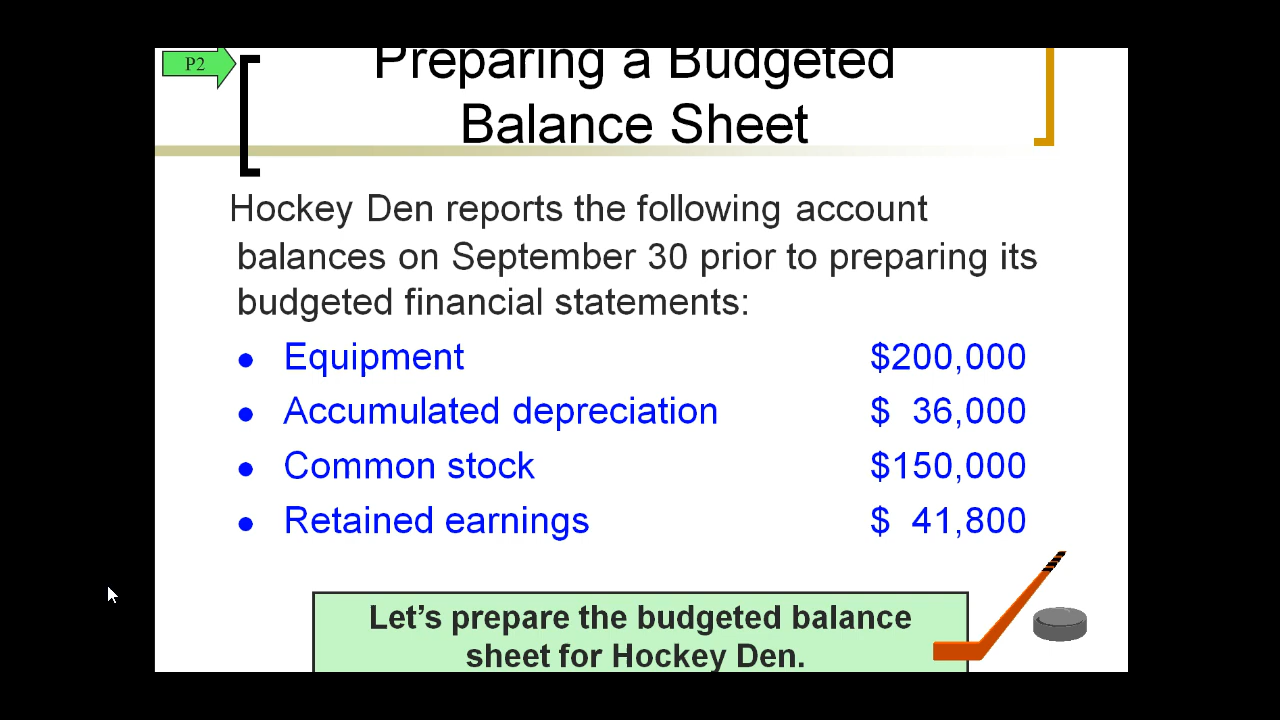 P2
Preparing a Budgeted
Balance Sheet
Hockey Den reports the following account
balances on September 30 prior to preparing its
budgeted financial statements:
• Equipment $200,000
• Accumulated depreciation $ 36,000
• Common stock $150,000
• Retained earnings $ 41,800
Let’s prepare the budgeted balance
sheet for Hockey Den.